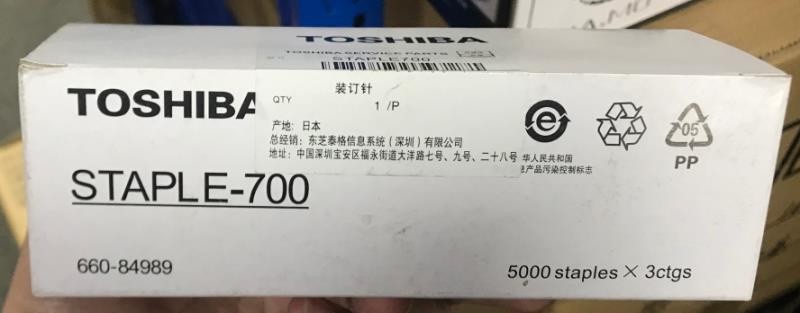 TOSHIBA
TOSHIBA SERVICE PARTS
STAPLE700
装订针
QTY
1 /P
产地: 日本
总经销: 东芝泰格信息系统(深圳)有限公司
地址: 中国深圳宝安区福永街道大洋路七号、九号、二十八号
TOSHIBA
STAPLE-700
660-84989
e
华人民共和国
产品污染控制标志
05
PP
5000 staples × 3ctgs